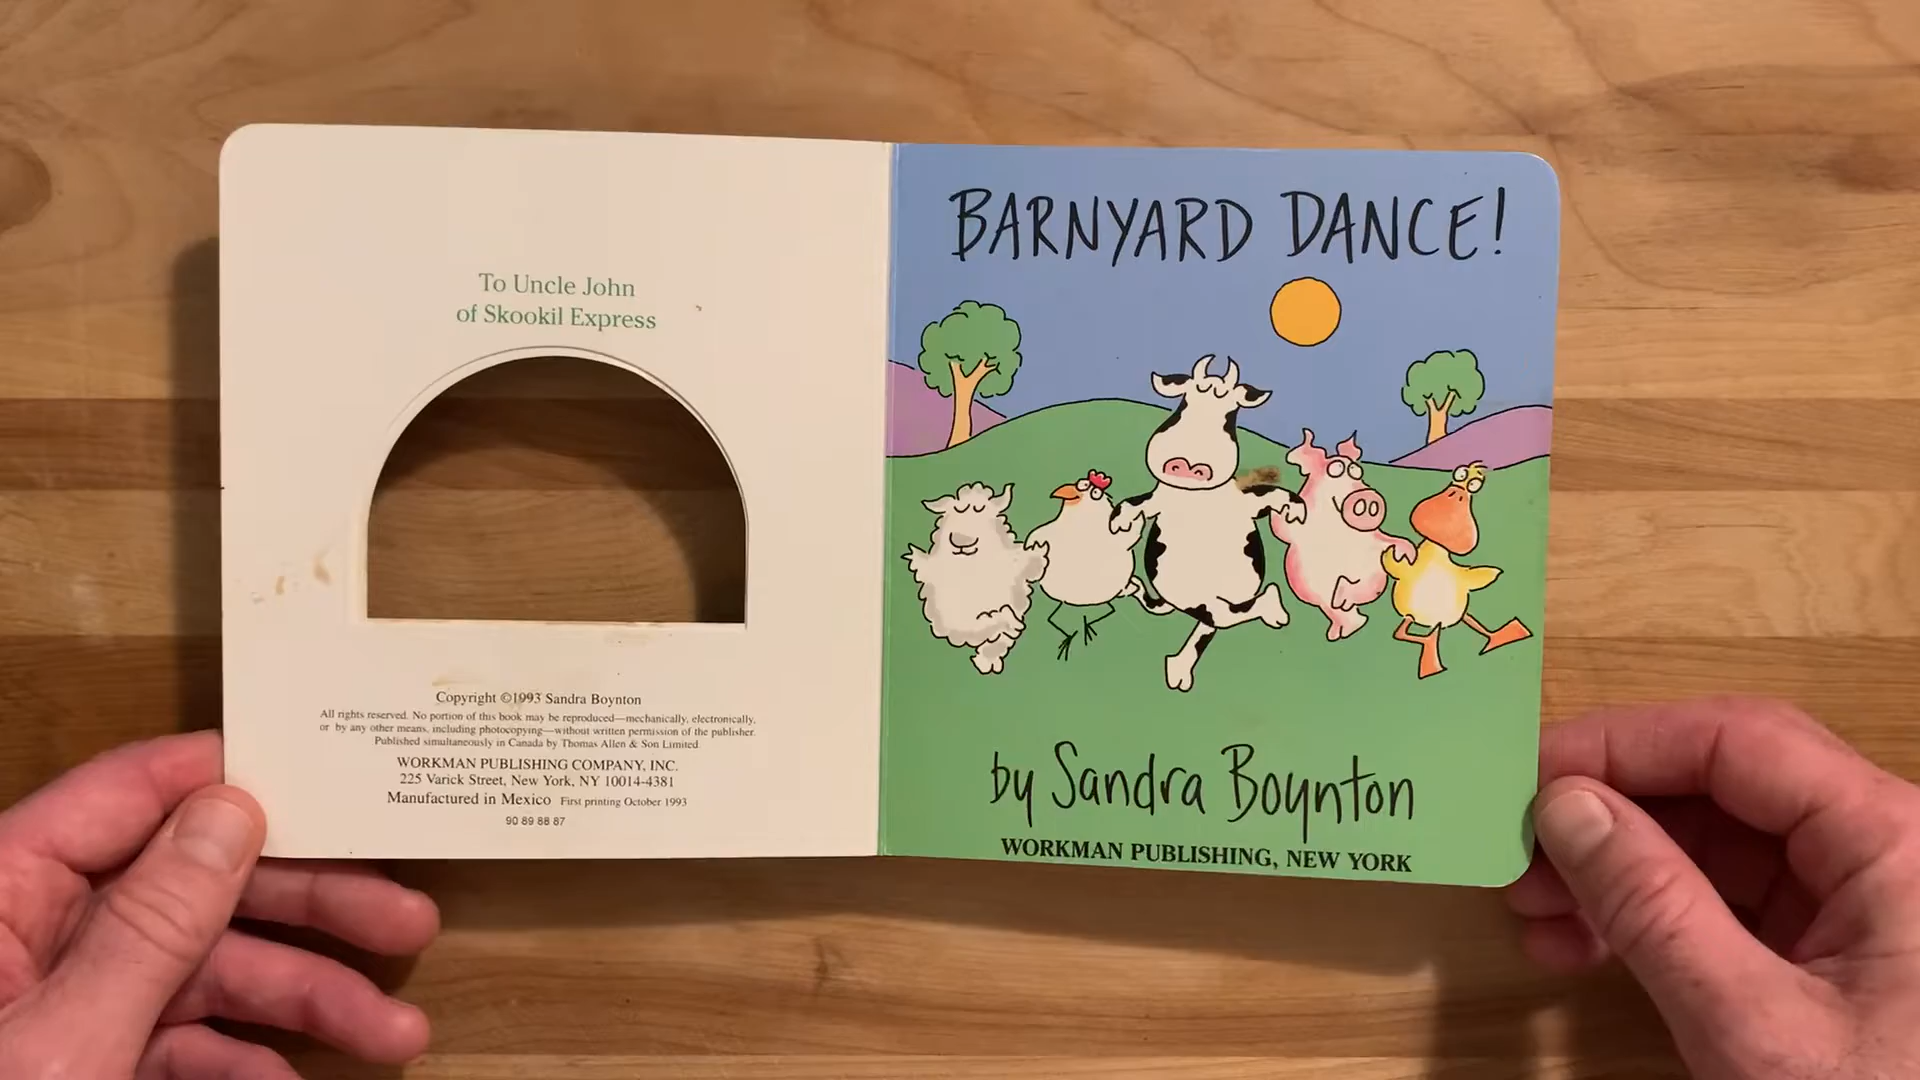 To Uncle John
of Skookil Express
Copyright ©1993 Sandra Boynton
All rights reserved. No portion of this book may be reproduced—mechanically, electronically,
or by any other means, including photocopying—without written permission of the publisher.
Published simultaneously in Canada by Thomas Allen & Son Limited.
WORKMAN PUBLISHING COMPANY, INC.
225 Varick Street, New York, NY 10014-4381
Manufactured in Mexico First printing October 1993
90 89 88 87
BARNYARD DANCE!
by Sandra Boynton
WORKMAN PUBLISHING, NEW YORK